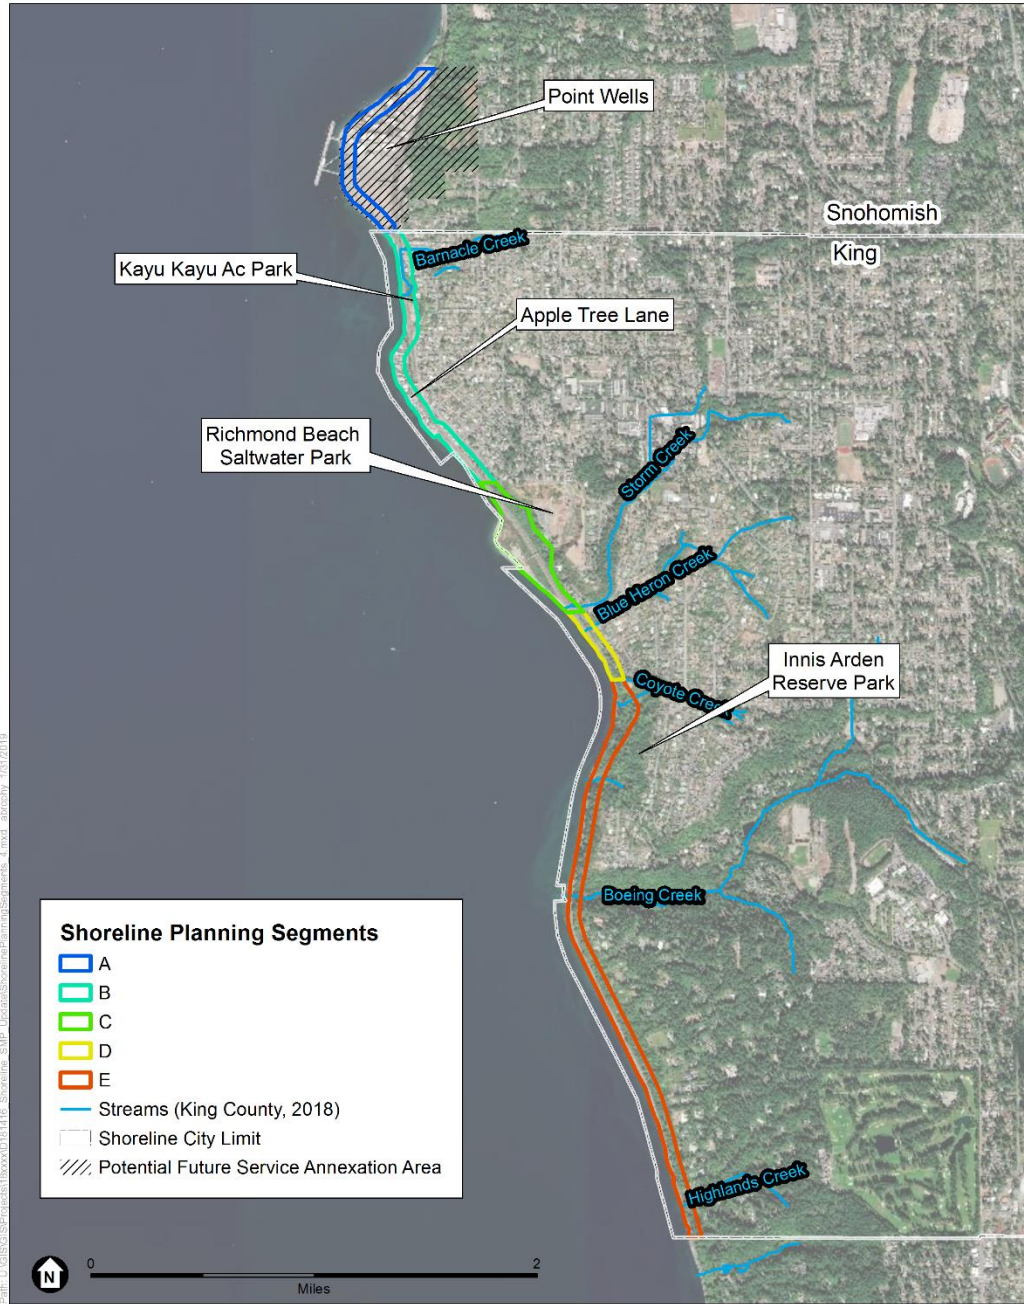 Point Wells
Snohomish
King
Barnacle Creek
Kayu Kayu Ac Park
Apple Tree Lane
Richmond Beach
Saltwater Park
Storm Creek
Blue Heron Creek
Innis Arden
Reserve Park
Coyote Creek
Boeing Creek
Highlands Creek
Shoreline Planning Segments
A
B
C
D
E
Streams (King County, 2018)
Shoreline City Limit
Potential Future Service Annexation Area
N
0
2
Miles